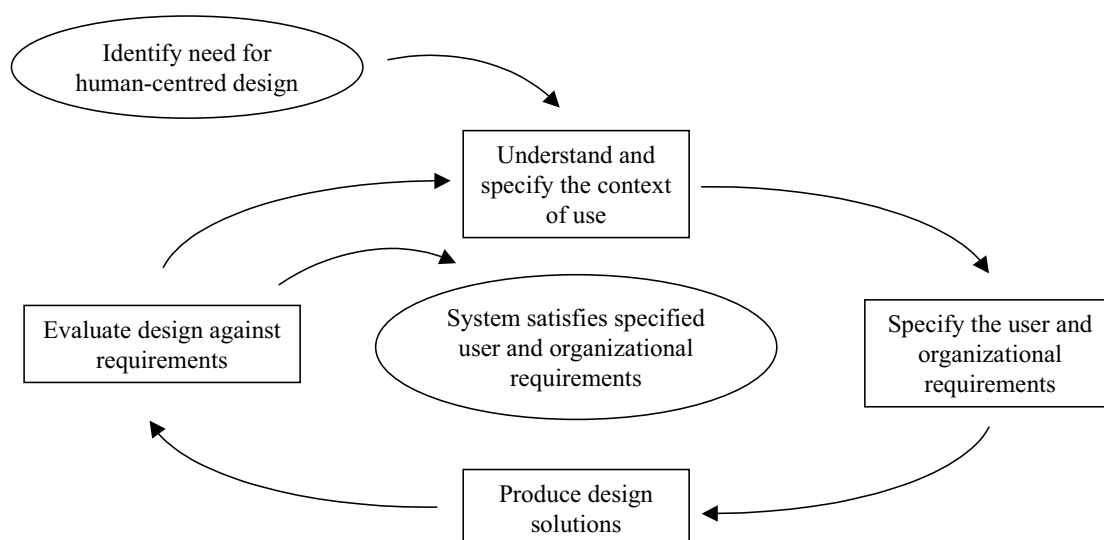 Identify need for
human-centred design
Understand and
specify the context
of use
Evaluate design against
requirements
System satisfies specified
user and organizational
requirements
Specify the user and
organizational
requirements
Produce design
solutions